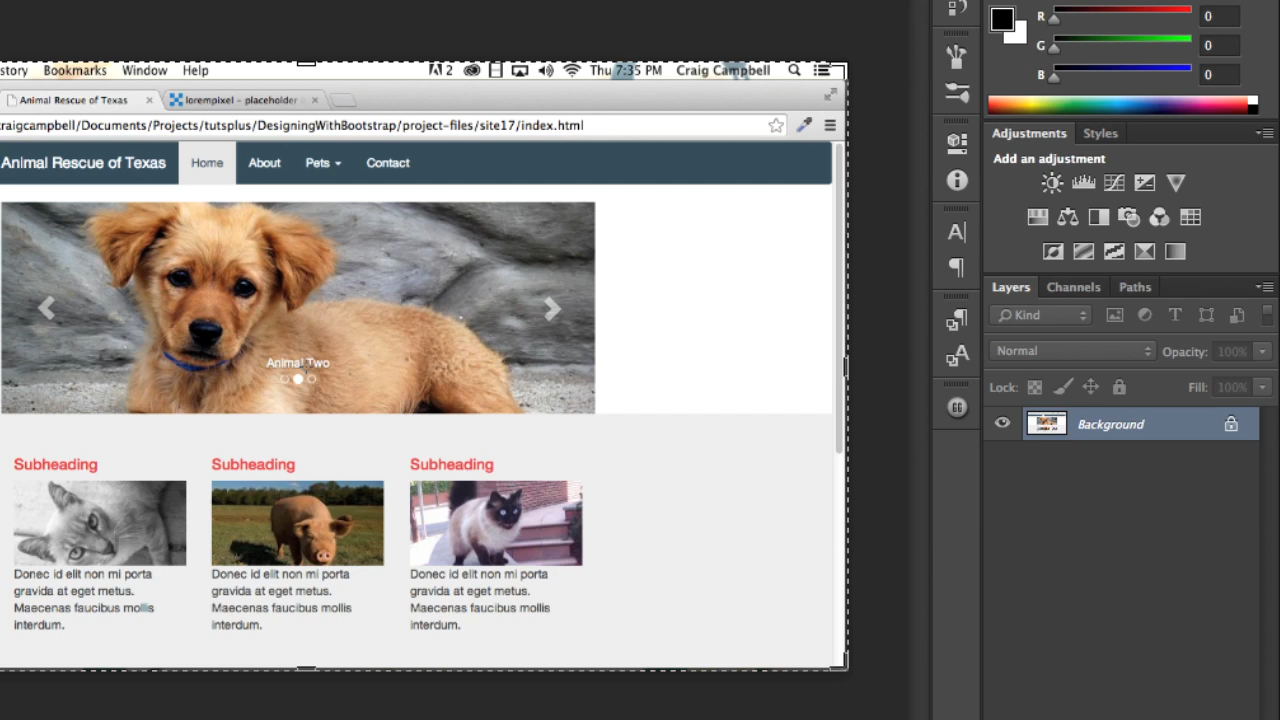 R 0
G 0
B 0
story Bookmarks Window Help 2 Thu 7:35 PM Craig Campbell
Animal Rescue of Texas × lorempixel - placeholder ×
raigcampbell/Documents/Projects/tutsplus/DesigningWithBootstrap/project-files/site17/index.html
Animal Rescue of Texas Home About Pets Contact
Animal Two
Subheading Subheading Subheading
Donec id elit non mi porta Donec id elit non mi porta Donec id elit non mi porta
gravida at eget metus. gravida at eget metus. gravida at eget metus.
Maecenas faucibus mollis Maecenas faucibus mollis Maecenas faucibus mollis
interdum. interdum. interdum.
Adjustments Styles
Add an adjustment
Layers Channels Paths
Kind
Normal Opacity: 100%
Lock: Fill: 100%
Background